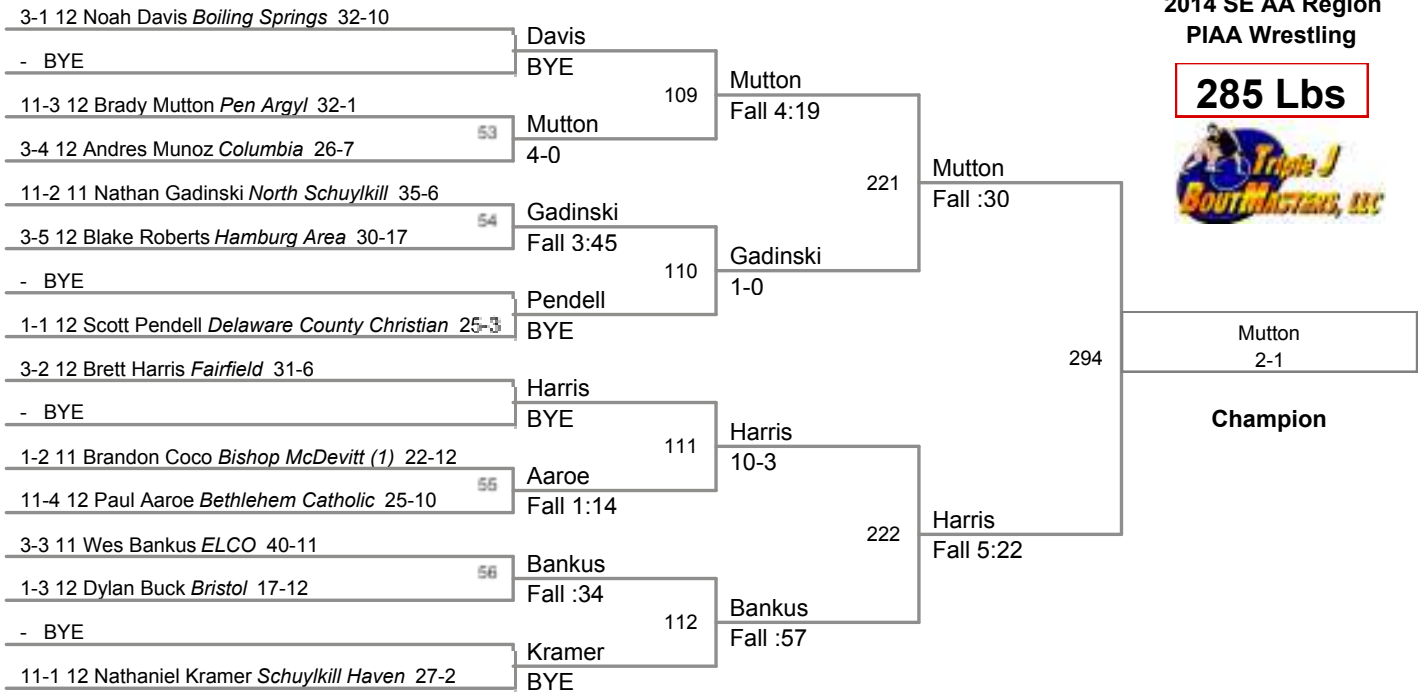 2014 SE AA Region
PIAA Wrestling
285 Lbs
Triple J
BoutMasters, LLC
3-1 12 Noah Davis Boiling Springs 32-10
- BYE
11-3 12 Brady Mutton Pen Argyl 32-1
3-4 12 Andres Munoz Columbia 26-7
11-2 11 Nathan Gadinski North Schuylkill 35-6
3-5 12 Blake Roberts Hamburg Area 30-17
- BYE
1-1 12 Scott Pendell Delaware County Christian 25-3
3-2 12 Brett Harris Fairfield 31-6
- BYE
1-2 11 Brandon Coco Bishop McDevitt (1) 22-12
11-4 12 Paul Aaroe Bethlehem Catholic 25-10
3-3 11 Wes Bankus ELCO 40-11
1-3 12 Dylan Buck Bristol 17-12
- BYE
11-1 12 Nathaniel Kramer Schuylkill Haven 27-2
Davis
BYE
53
Mutton
4-0
54
Gadinski
Fall 3:45
Pendell
BYE
Harris
BYE
55
Aaroe
Fall 1:14
56
Bankus
Fall :34
Kramer
BYE
109
Mutton
Fall 4:19
110
Gadinski
1-0
111
Harris
10-3
112
Bankus
Fall :57
221
Mutton
Fall :30
222
Harris
Fall 5:22
294
Mutton
2-1
Champion